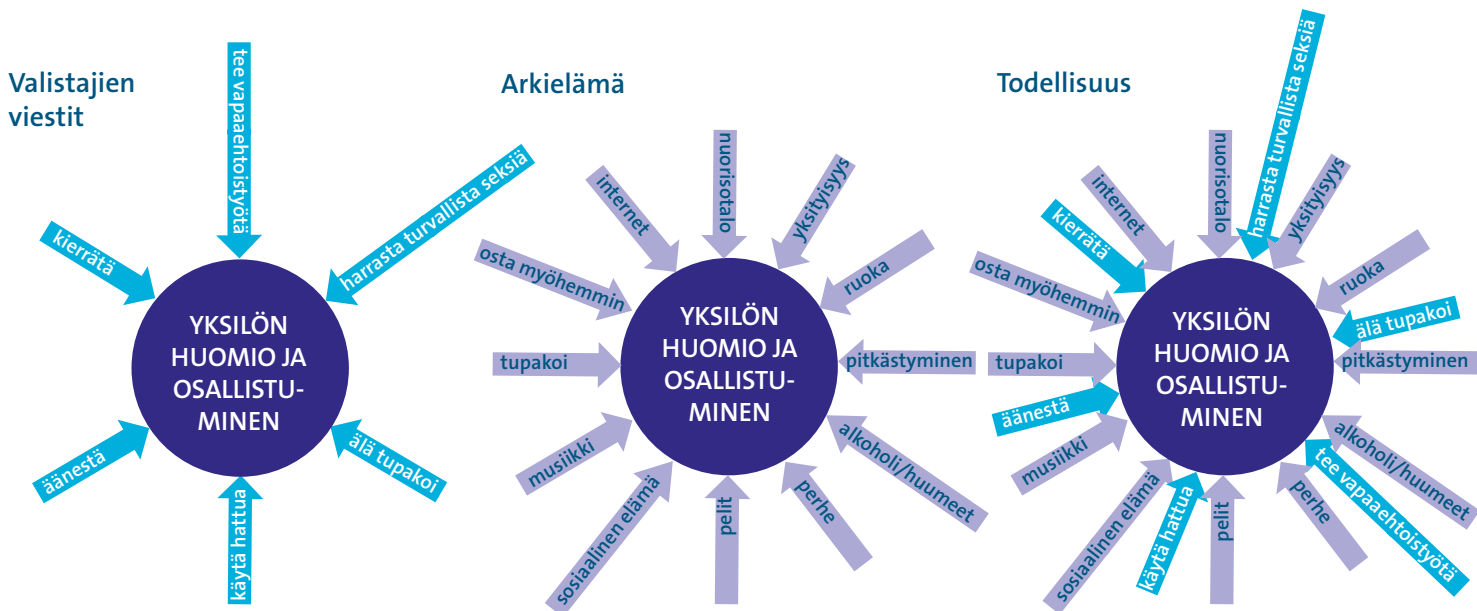 Valistajien
viestit
tee vapaaehtoistyötä
harrasta turvallista seksiä
kierrätä
YKSILÖN
HUOMIO JA
OSALLISTU-
MINEN
äänestä
älä tupakoi
käytä hattua
Arkielämä
nuorisotalo
internet
yksityisyys
osta myöhemmin
ruoka
YKSILÖN
HUOMIO JA
OSALLISTU-
MINEN
tupakoi
pitkästyminen
musiikki
alkoholi/huumeet
sosiaalinen elämä
pelit
perhe
Todellisuus
harrasta turvallista seksiä
nuorisotalo
internet
yksityisyys
kierrätä
osta myöhemmin
ruoka
älä tupakoi
YKSILÖN
HUOMIO JA
OSALLISTU-
MINEN
tupakoi
pitkästyminen
äänestä
musiikki
alkoholi/huumeet
tee vapaaehtoistyötä
sosiaalinen elämä
käytä hattua
pelit
perhe